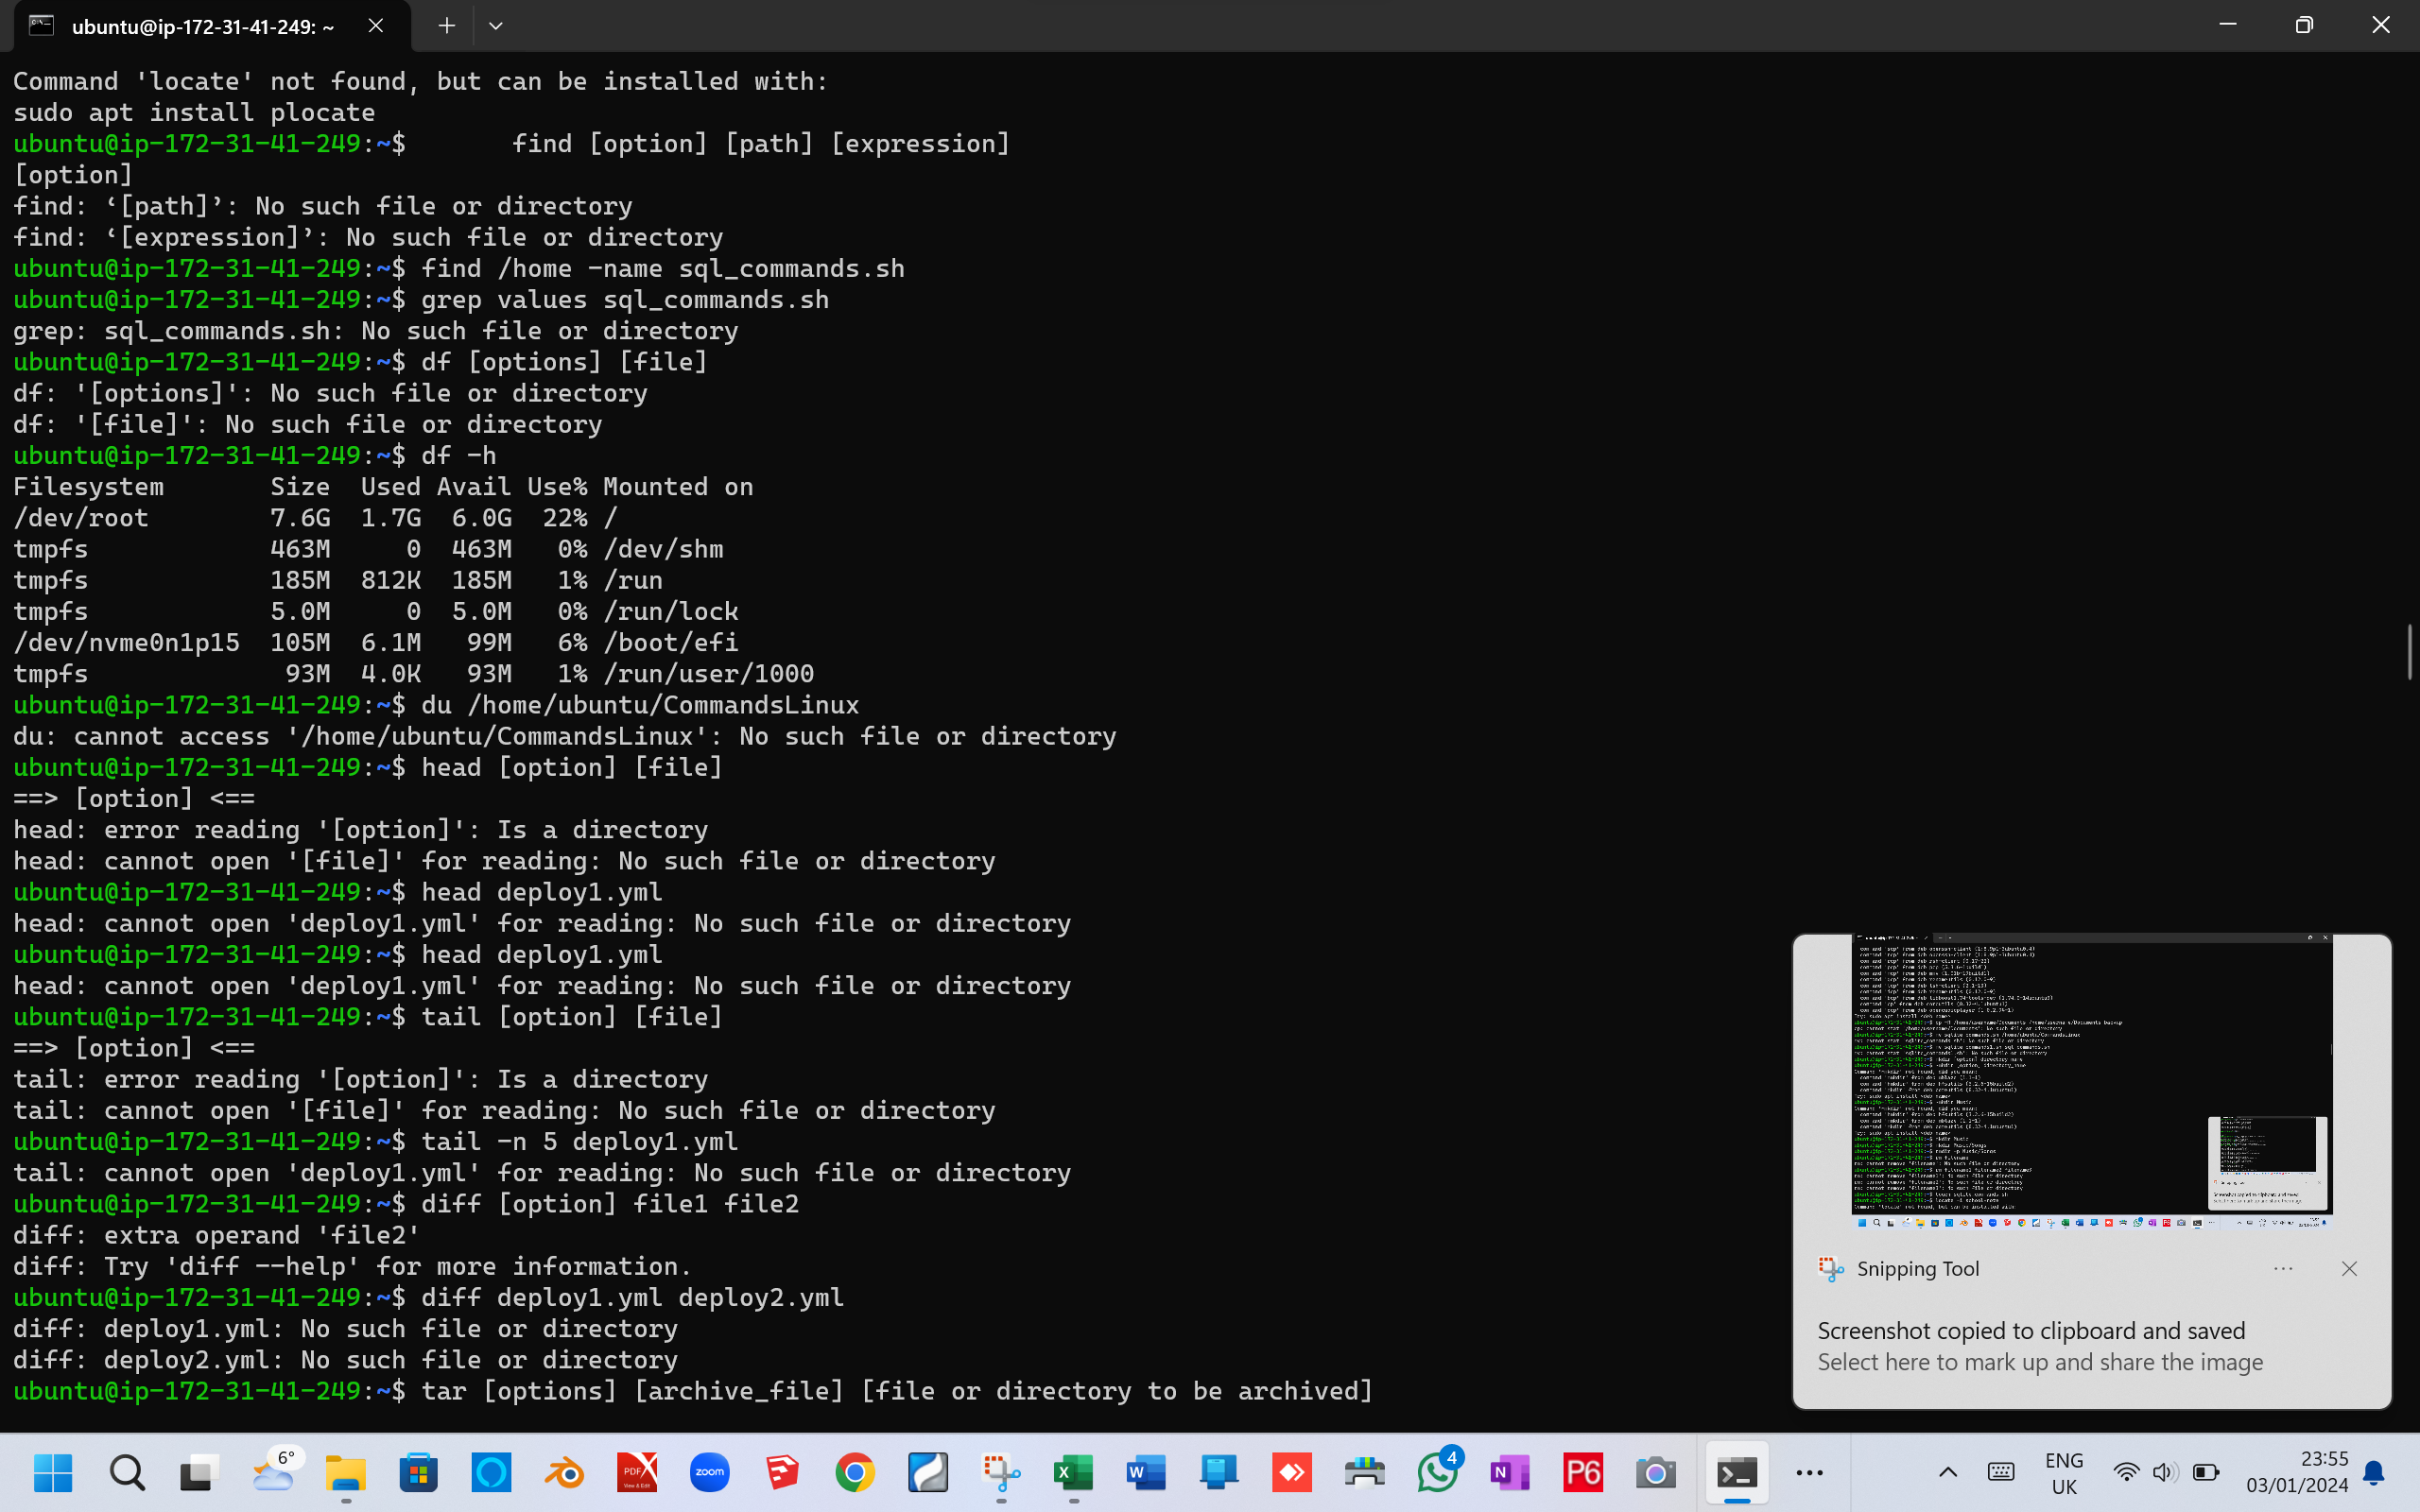 ubuntu@ip-172-31-41-249: ~
Command 'locate' not found, but can be installed with:
sudo apt install plocate
ubuntu@ip-172-31-41-249:~$       find [option] [path] [expression]
[option]
find: ‘[path]’: No such file or directory
find: ‘[expression]’: No such file or directory
ubuntu@ip-172-31-41-249:~$ find /home -name sql_commands.sh
ubuntu@ip-172-31-41-249:~$ grep values sql_commands.sh
grep: sql_commands.sh: No such file or directory
ubuntu@ip-172-31-41-249:~$ df [options] [file]
df: '[options]': No such file or directory
df: '[file]': No such file or directory
ubuntu@ip-172-31-41-249:~$ df -h
Filesystem       Size  Used Avail Use% Mounted on
/dev/root        7.6G  1.7G  6.0G  22% /
tmpfs            463M     0  463M   0% /dev/shm
tmpfs            185M  812K  185M   1% /run
tmpfs            5.0M     0  5.0M   0% /run/lock
/dev/nvme0n1p15  105M  6.1M   99M   6% /boot/efi
tmpfs             93M  4.0K   93M   1% /run/user/1000
ubuntu@ip-172-31-41-249:~$ du /home/ubuntu/CommandsLinux
du: cannot access '/home/ubuntu/CommandsLinux': No such file or directory
ubuntu@ip-172-31-41-249:~$ head [option] [file]
==> [option] <==
head: error reading '[option]': Is a directory
head: cannot open '[file]' for reading: No such file or directory
ubuntu@ip-172-31-41-249:~$ head deploy1.yml
head: cannot open 'deploy1.yml' for reading: No such file or directory
ubuntu@ip-172-31-41-249:~$ head deploy1.yml
head: cannot open 'deploy1.yml' for reading: No such file or directory
ubuntu@ip-172-31-41-249:~$ tail [option] [file]
==> [option] <==
tail: error reading '[option]': Is a directory
tail: cannot open '[file]' for reading: No such file or directory
ubuntu@ip-172-31-41-249:~$ tail -n 5 deploy1.yml
tail: cannot open 'deploy1.yml' for reading: No such file or directory
ubuntu@ip-172-31-41-249:~$ diff [option] file1 file2
diff: extra operand 'file2'
diff: Try 'diff --help' for more information.
ubuntu@ip-172-31-41-249:~$ diff deploy1.yml deploy2.yml
diff: deploy1.yml: No such file or directory
diff: deploy2.yml: No such file or directory
ubuntu@ip-172-31-41-249:~$ tar [options] [archive_file] [file or directory to be archived]
Snipping Tool
Screenshot copied to clipboard and saved
Select here to mark up and share the image
6°
PDF
zoom
X
W
4
N
P6
ENG
UK
23:55
03/01/2024